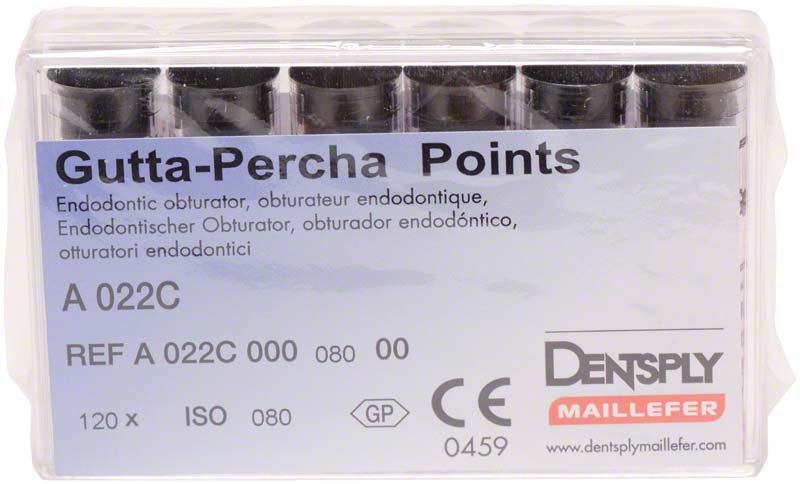 Gutta-Percha Points
Endodontic obturator, obturateur endodontique,
Endodontischer Obturator, obturador endodóntico,
otturatori endodontici
A 022C
REF A 022C 000 080 00
120 x ISO 080 GP CE 0459
DENTSPLY
MAILLEFER
www.dentsplymaillefer.com